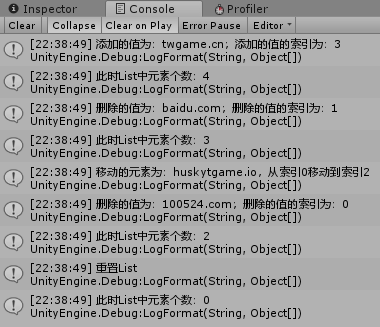 Inspector
Console
Profiler
Clear
Collapse
Clear on Play
Error Pause
Editor
[22:38:49] 添加的值为: twgame.cn; 添加的值的索引为: 3
UnityEngine.Debug:LogFormat(String, Object[])
[22:38:49] 此时List中元素个数: 4
UnityEngine.Debug:LogFormat(String, Object[])
[22:38:49] 删除的值为: baidu.com; 删除的值的索引为: 1
UnityEngine.Debug:LogFormat(String, Object[])
[22:38:49] 此时List中元素个数: 3
UnityEngine.Debug:LogFormat(String, Object[])
[22:38:49] 移动的元素为: huskytgame.io, 从索引0移动到索引2
UnityEngine.Debug:LogFormat(String, Object[])
[22:38:49] 删除的值为: 100524.com; 删除的值的索引为: 0
UnityEngine.Debug:LogFormat(String, Object[])
[22:38:49] 此时List中元素个数: 2
UnityEngine.Debug:LogFormat(String, Object[])
[22:38:49] 重置List
UnityEngine.Debug:LogFormat(String, Object[])
[22:38:49] 此时List中元素个数: 0
UnityEngine.Debug:LogFormat(String, Object[])